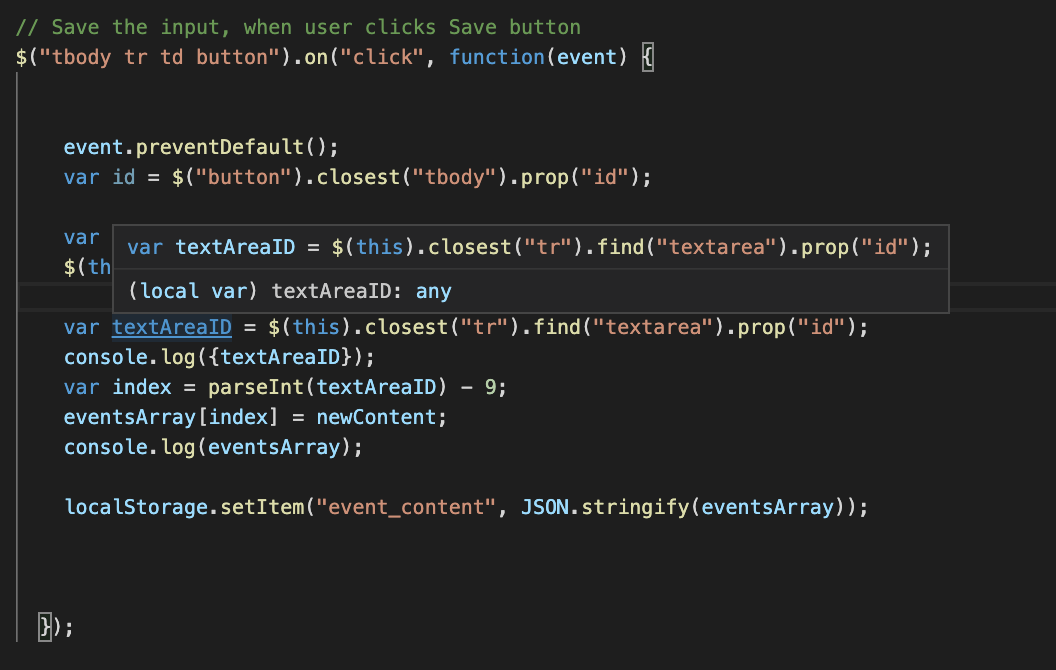 // Save the input, when user clicks Save button
$("tbody tr td button").on("click", function(event) {
event.preventDefault();
var id = $("button").closest("tbody").prop("id");
var
var textAreaID = $(this).closest("tr").find("textarea").prop("id");
$(th
(local var) textAreaID: any
var textAreaID = $(this).closest("tr").find("textarea").prop("id");
console.log({textAreaID});
var index = parseInt(textAreaID) - 9;
eventsArray[index] = newContent;
console.log(eventsArray);
localStorage.setItem("event_content", JSON.stringify(eventsArray));
});